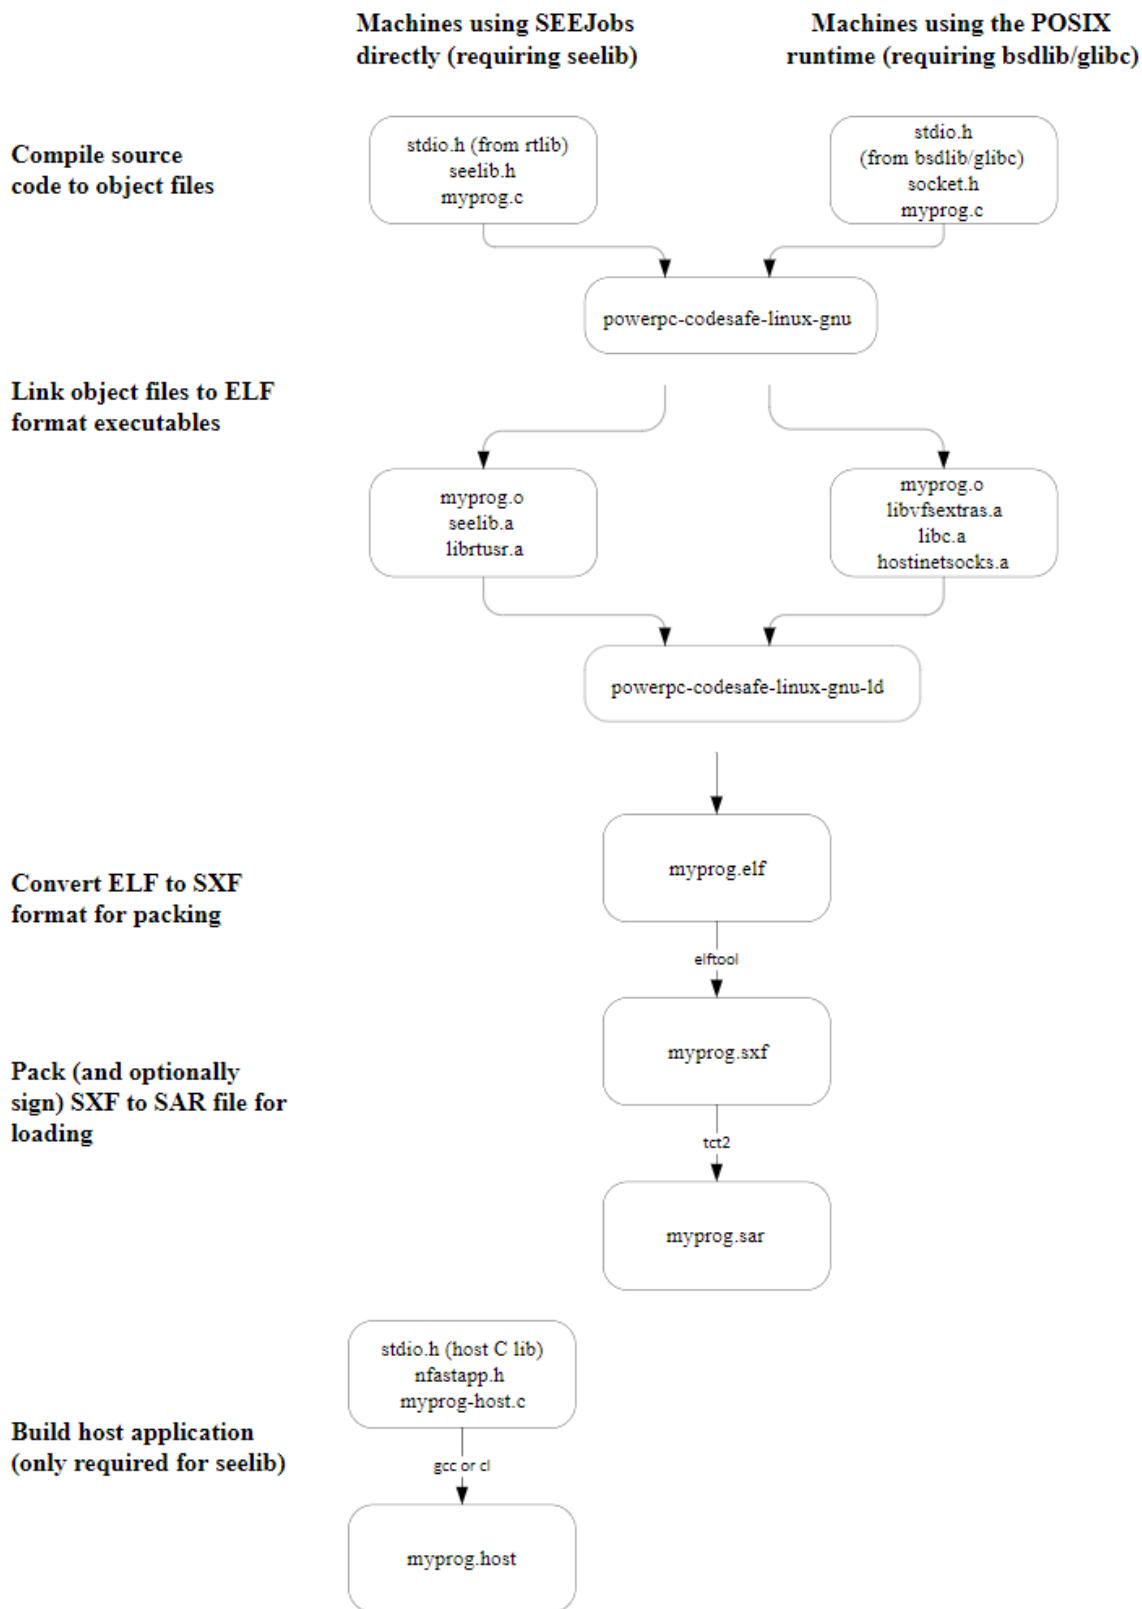 Machines using SEEJobs
directly (requiring seelib)
Machines using the POSIX
runtime (requiring bsdlib/glibc)
Compile source
code to object files
stdio.h (from rtlib)
seelib.h
myprog.c
stdio.h
(from bsdlib/glibc)
socket.h
myprog.c
powerpc-codesafe-linux-gnu
Link object files to ELF
format executables
myprog.o
seelib.a
librtusr.a
myprog.o
libvfsextras.a
libc.a
hostinetsocks.a
powerpc-codesafe-linux-gnu-ld
Convert ELF to SXF
format for packing
myprog.elf
elftool
myprog.sxf
Pack (and optionally
sign) SXF to SAR file for
loading
tct2
myprog.sar
stdio.h (host C lib)
nfastapp.h
myprog-host.c
Build host application
(only required for seelib)
gcc or cl
myprog.host